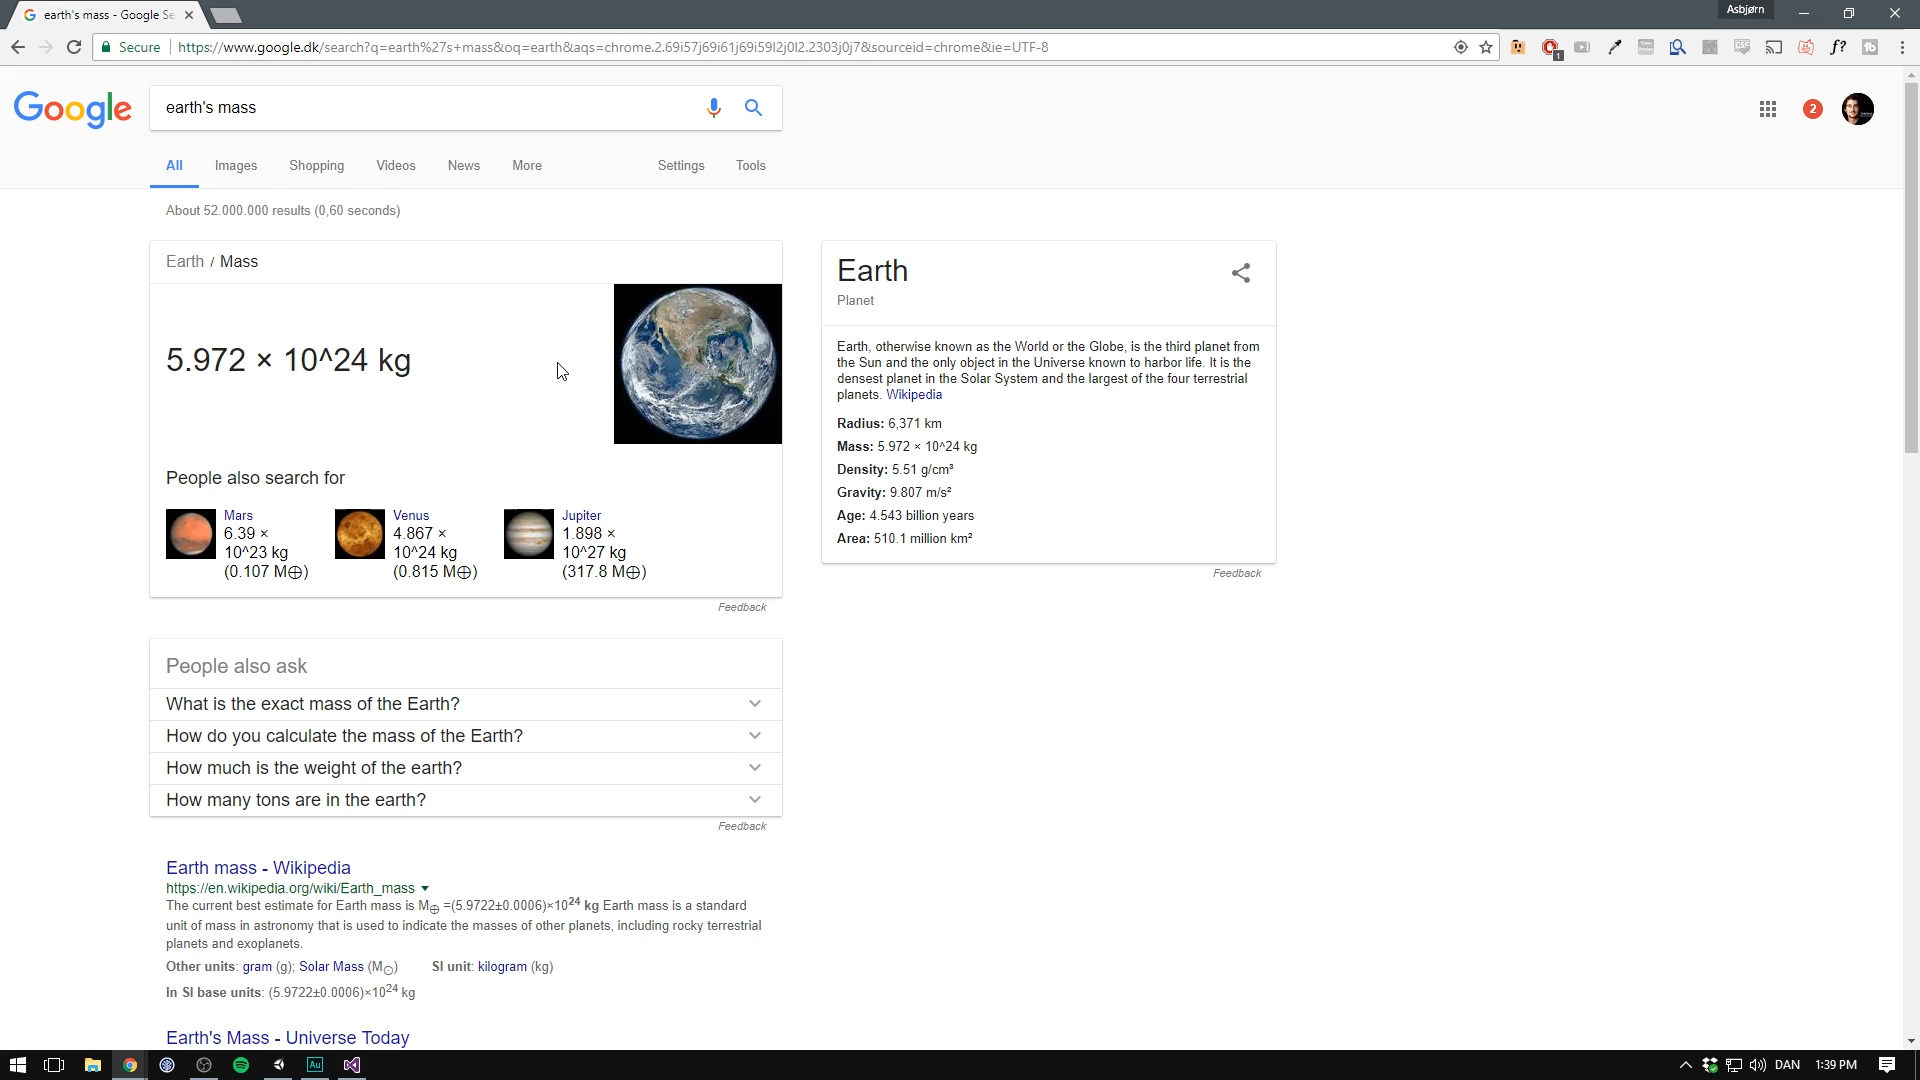 earth's mass - Google Se
Asbjørn
Secure
https://www.google.dk/search?q=earth%27s+mass&oq=earth&aqs=chrome.2.69i57j69i61j69i59l2j0l2.2303j0j7&sourceid=chrome&ie=UTF-8
1
f?
Google
earth's mass
2
All
Images
Shopping
Videos
News
More
Settings
Tools
About 52.000.000 results (0,60 seconds)
Earth / Mass
5.972 × 10^24 kg
People also search for
Mars
6.39 ×
10^23 kg
(0.107 M⊕)
Venus
4.867 ×
10^24 kg
(0.815 M⊕)
Jupiter
1.898 ×
10^27 kg
(317.8 M⊕)
Feedback
Earth
Planet
Earth, otherwise known as the World or the Globe, is the third planet from
the Sun and the only object in the Universe known to harbor life. It is the
densest planet in the Solar System and the largest of the four terrestrial
planets. Wikipedia
Radius: 6,371 km
Mass: 5.972 × 10^24 kg
Density: 5.51 g/cm³
Gravity: 9.807 m/s²
Age: 4.543 billion years
Area: 510.1 million km²
Feedback
People also ask
What is the exact mass of the Earth?
How do you calculate the mass of the Earth?
How much is the weight of the earth?
How many tons are in the earth?
Feedback
Earth mass - Wikipedia
https://en.wikipedia.org/wiki/Earth_mass
The current best estimate for Earth mass is M⊕ =(5.9722±0.0006)×10²⁴ kg Earth mass is a standard
unit of mass in astronomy that is used to indicate the masses of other planets, including rocky terrestrial
planets and exoplanets.
Other units: gram (g); Solar Mass (M☉) SI unit: kilogram (kg)
In SI base units: (5.9722±0.0006)×10²⁴ kg
Earth's Mass - Universe Today
Au
DAN
1:39 PM